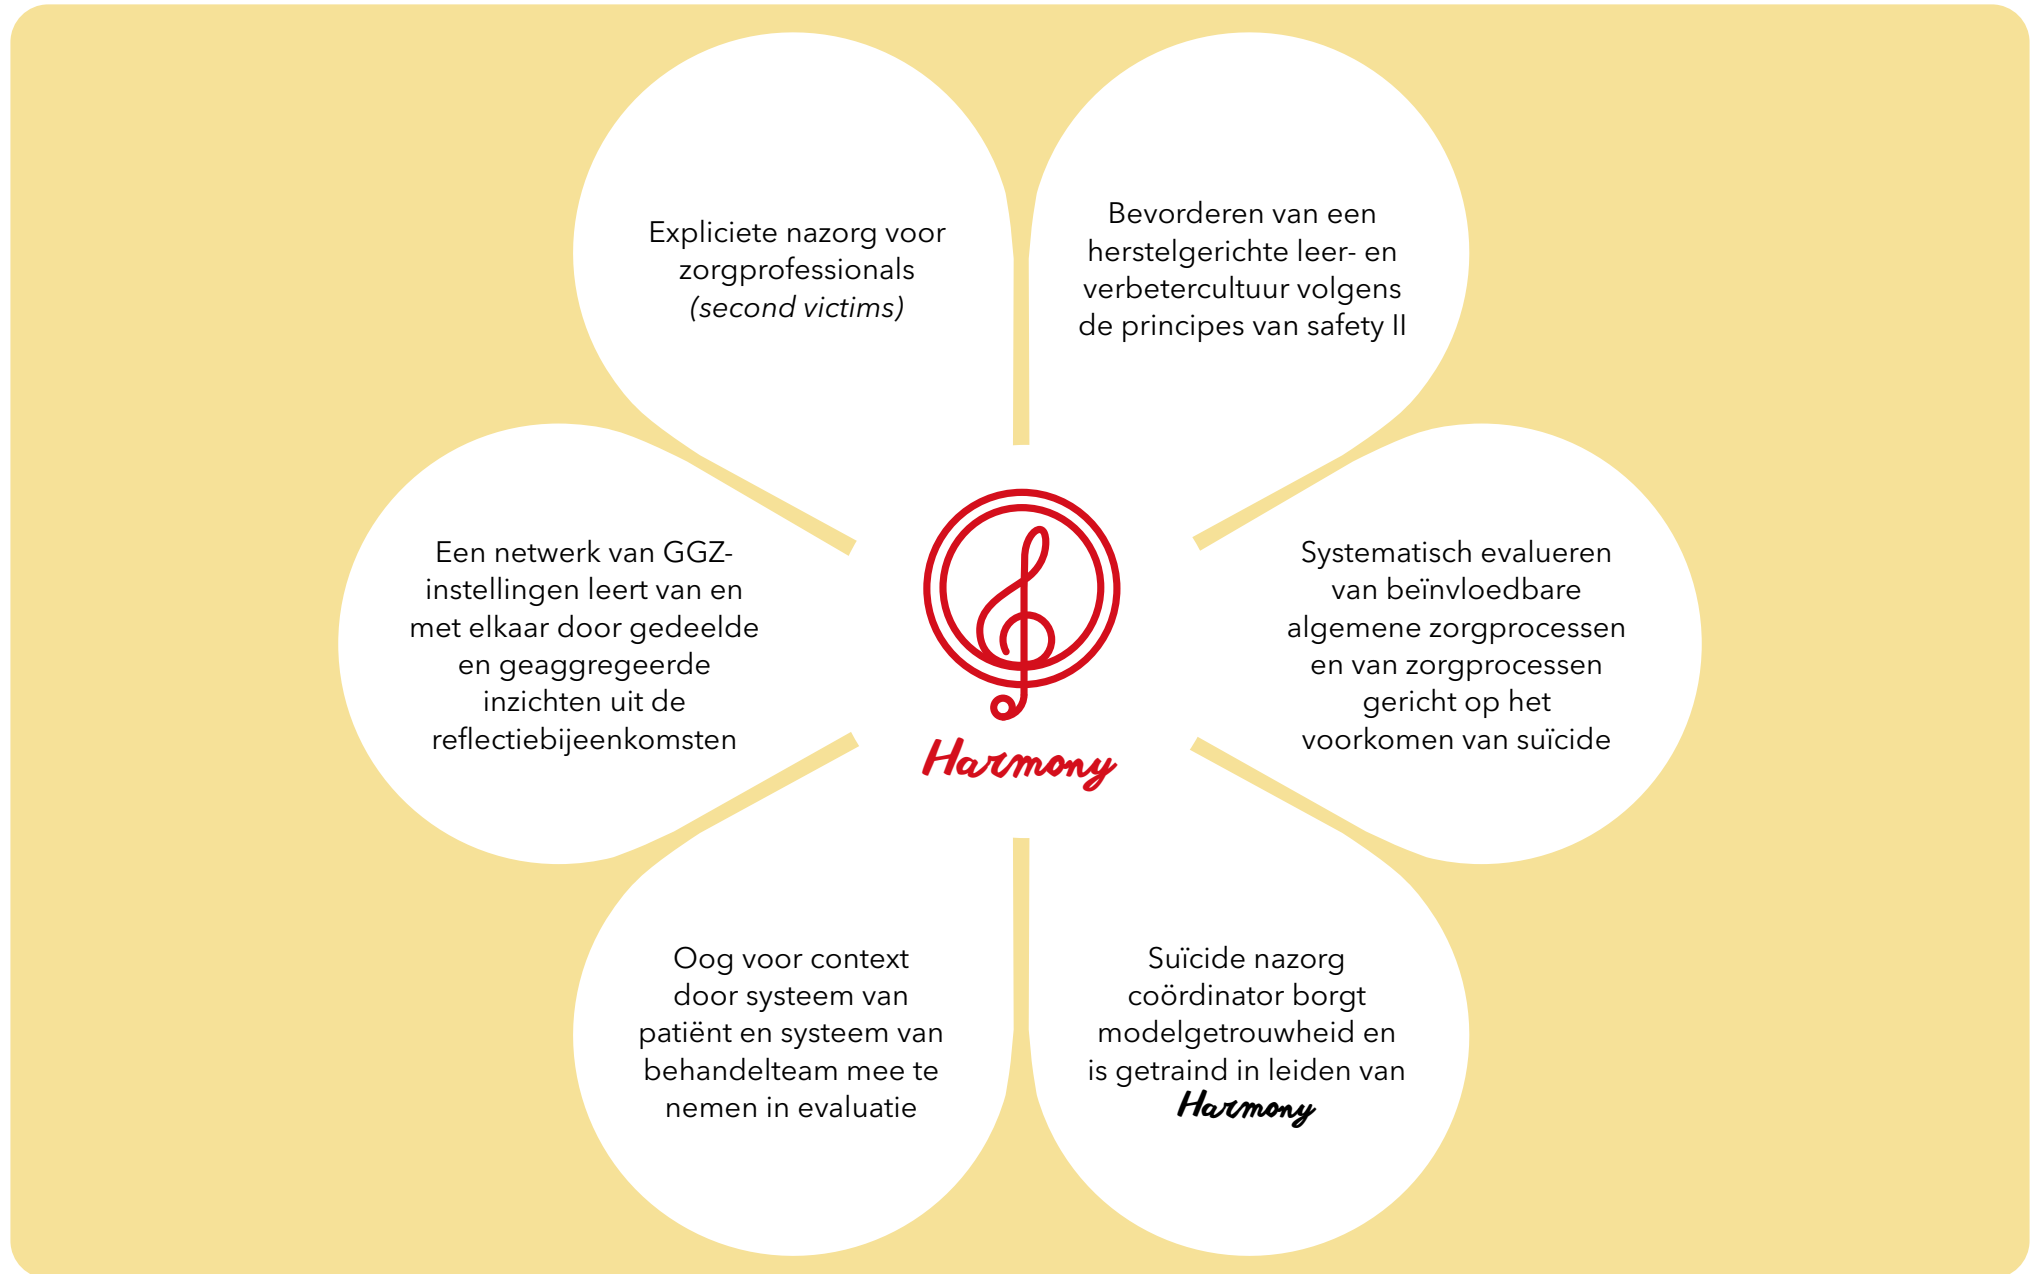 Expliciete nazorg voor
zorgprofessionals
(second victims)
Bevorderen van een
herstelgerichte leer- en
verbetercultuur volgens
de principes van safety II
Een netwerk van GGZ-
instellingen leert van en
met elkaar door gedeelde
en geaggregeerde
inzichten uit de
reflectiebijeenkomsten
Harmony
Systematisch evalueren
van beïnvloedbare
algemene zorgprocessen
en van zorgprocessen
gericht op het
voorkomen van suïcide
Oog voor context
door systeem van
patiënt en systeem van
behandelteam mee te
nemen in evaluatie
Suïcide nazorg
coördinator borgt
modelgetrouwheid en
is getraind in leiden van
Harmony